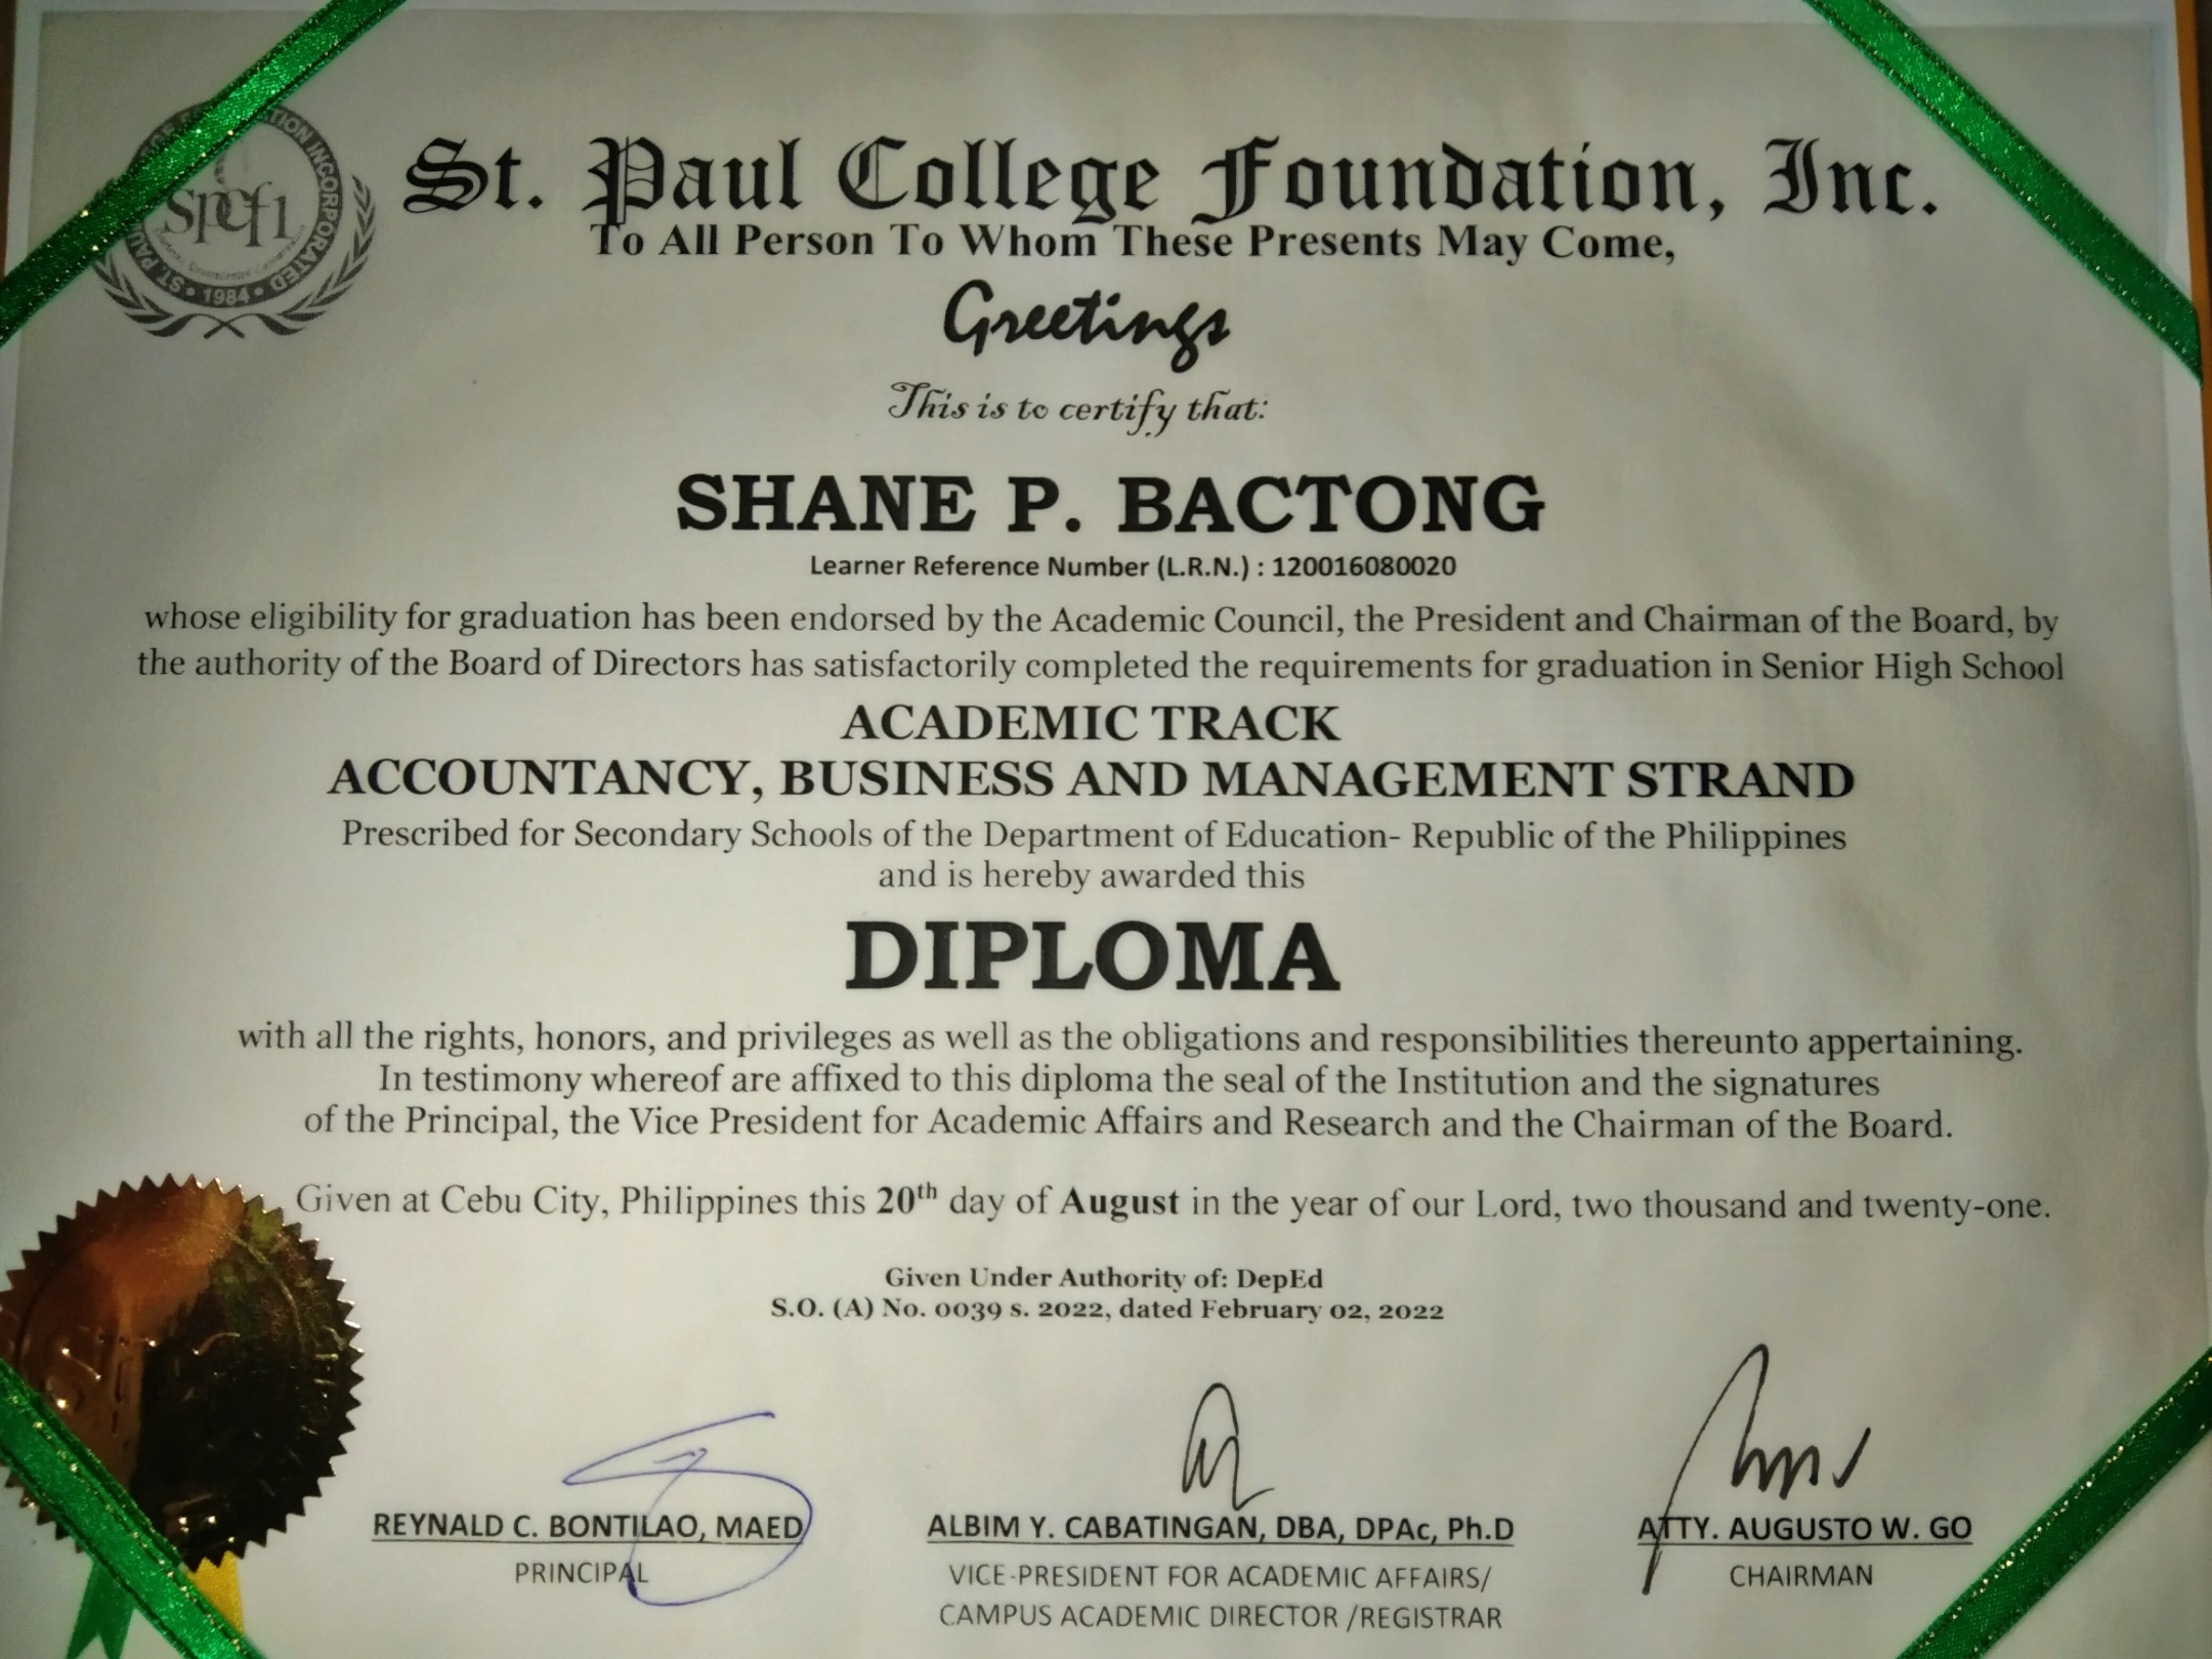 St. Paul College Foundation, Inc.
To All Person To Whom These Presents May Come,
spcfi
TION INCORPORATED • 1984 • ST. PAU
Greetings
This is to certify that:
SHANE P. BACTONG
Learner Reference Number (L.R.N.) : 120016080020
whose eligibility for graduation has been endorsed by the Academic Council, the President and Chairman of the Board, by
the authority of the Board of Directors has satisfactorily completed the requirements for graduation in Senior High School
ACADEMIC TRACK
ACCOUNTANCY, BUSINESS AND MANAGEMENT STRAND
Prescribed for Secondary Schools of the Department of Education- Republic of the Philippines
and is hereby awarded this
DIPLOMA
with all the rights, honors, and privileges as well as the obligations and responsibilities thereunto appertaining.
In testimony whereof are affixed to this diploma the seal of the Institution and the signatures
of the Principal, the Vice President for Academic Affairs and Research and the Chairman of the Board.
Given at Cebu City, Philippines this 20th day of August in the year of our Lord, two thousand and twenty-one.
Given Under Authority of: DepEd
S.O. (A) No. 0039 s. 2022, dated February 02, 2022
REYNALD C. BONTILAO, MAED
PRINCIPAL
ALBIM Y. CABATINGAN, DBA, DPAc, Ph.D
VICE-PRESIDENT FOR ACADEMIC AFFAIRS/
CAMPUS ACADEMIC DIRECTOR /REGISTRAR
ATTY. AUGUSTO W. GO
CHAIRMAN